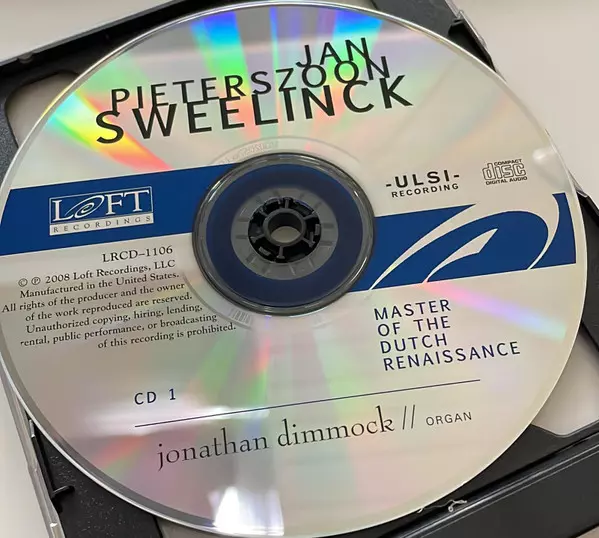 JAN
PIETERSZOON
SWEELINCK
LOFT
RECORDINGS
-ULSI-
RECORDING
COMPACT
disc
DIGITAL AUDIO
LRCD–1106
© ℗ 2008 Loft Recordings, LLC
Manufactured in the United States.
All rights of the producer and the owner
of the work reproduced are reserved.
Unauthorized copying, hiring, lending,
rental, public performance, or broadcasting
of this recording is prohibited.
MASTER
OF THE
DUTCH
RENAISSANCE
CD 1
jonathan dimmock // ORGAN